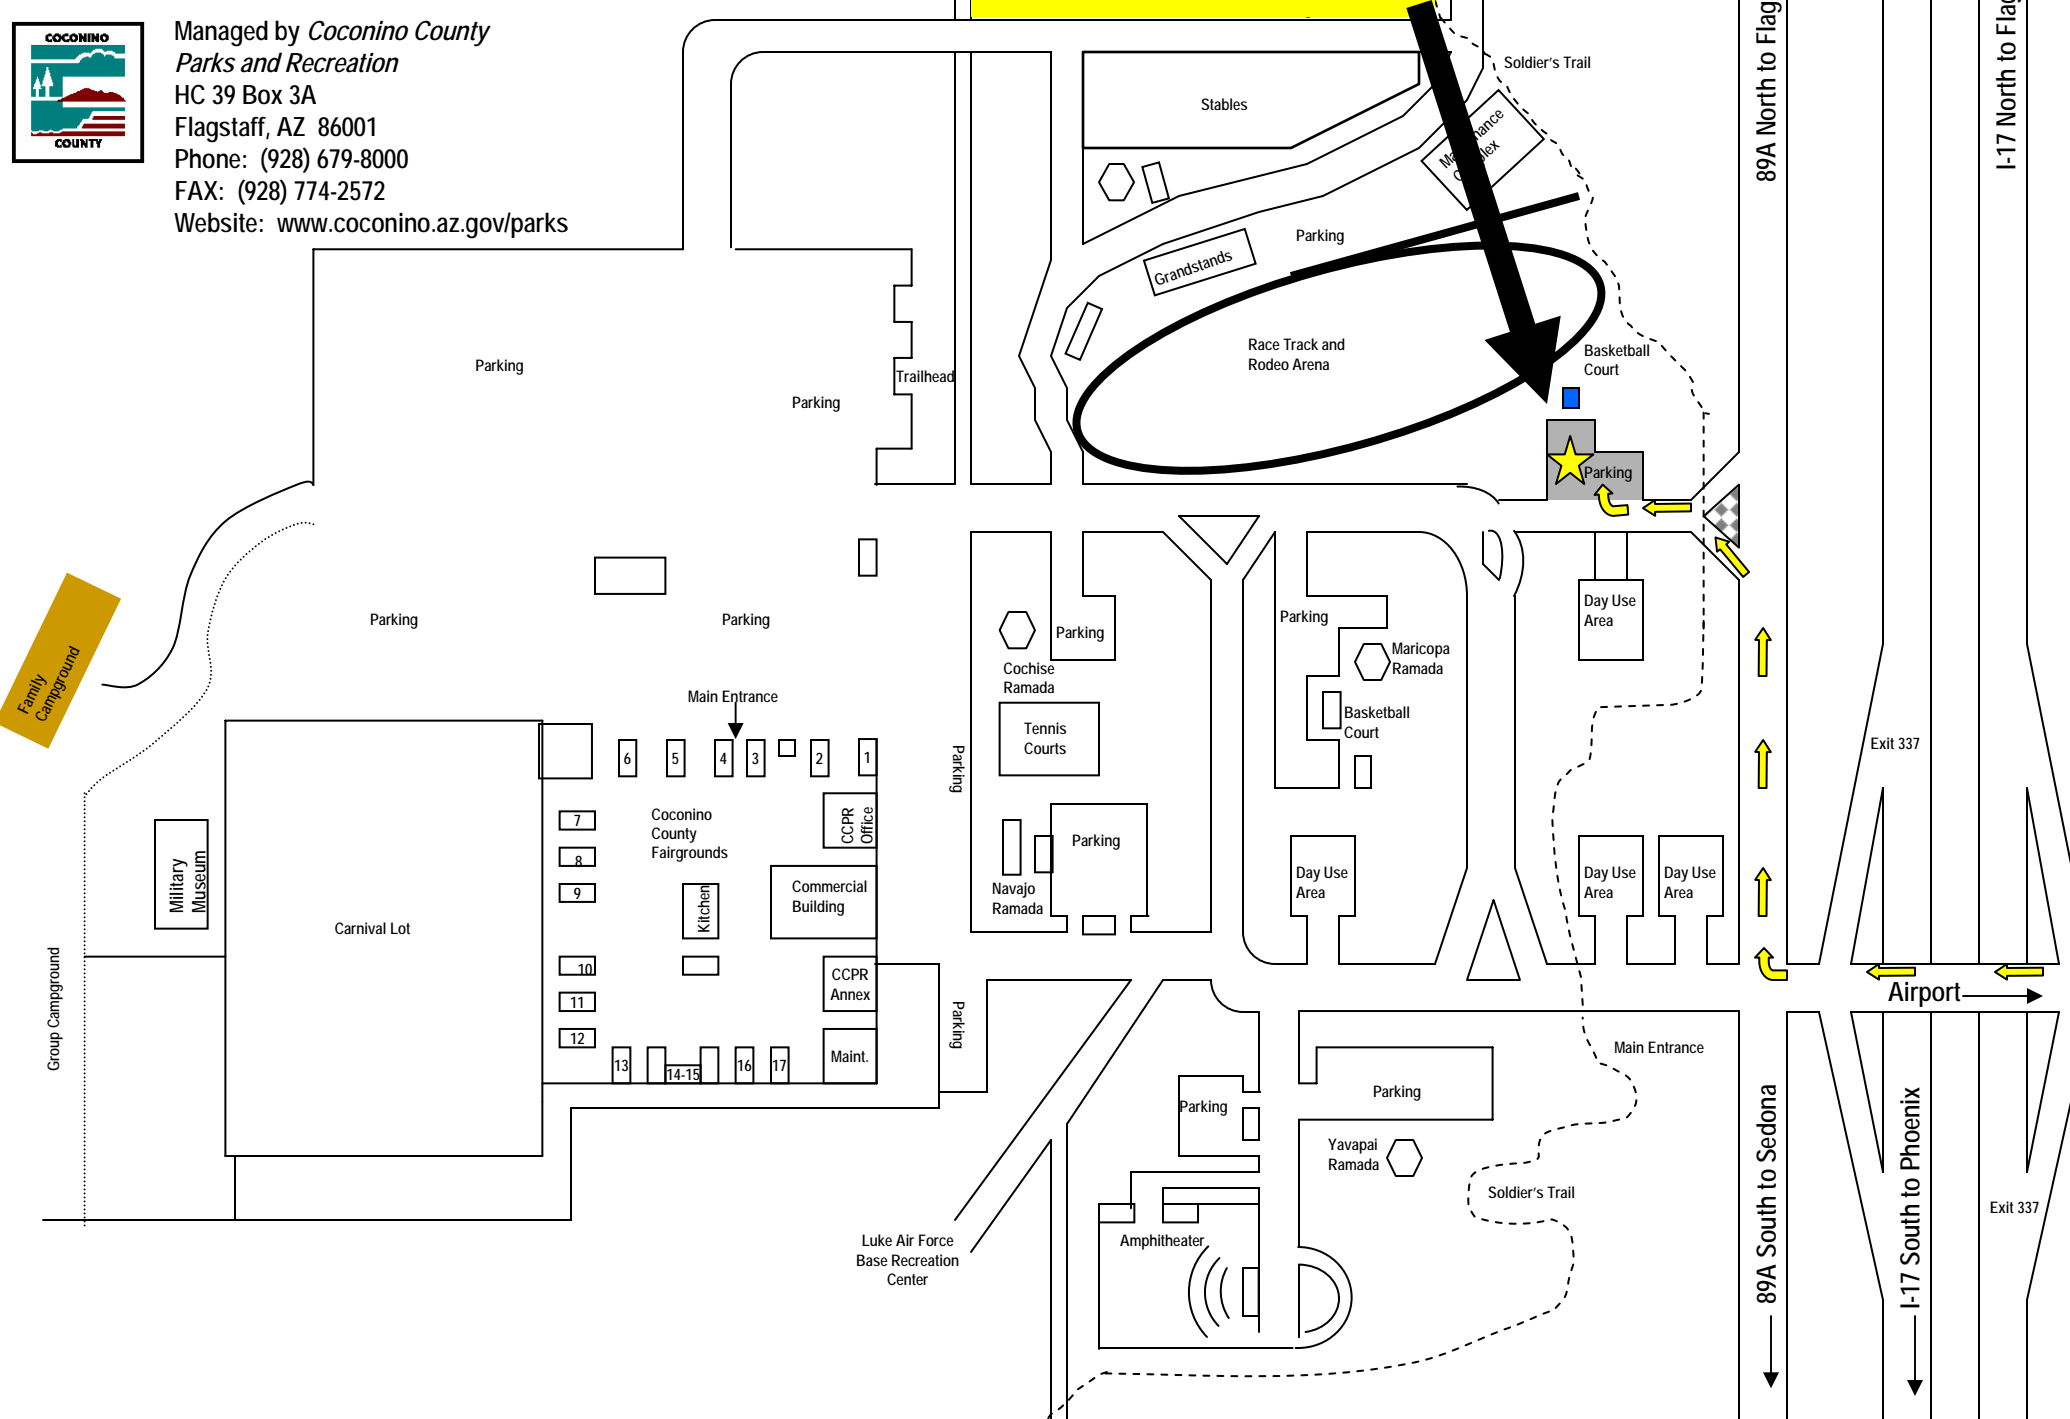 COCONINO
COUNTY
Managed by Coconino County
Parks and Recreation
HC 39 Box 3A
Flagstaff, AZ 86001
Phone: (928) 679-8000
FAX: (928) 774-2572
Website: www.coconino.az.gov/parks
Soldier's Trail
Stables
Parking
Grandstands
Race Track and
Rodeo Arena
Basketball
Court
Parking
89A North to Flag
I-17 North to Flag
Parking
Parking
Trailhead
Parking
Parking
Family
Campground
Main Entrance
6
5
4
3
2
1
7
8
9
10
11
12
13
14-15
16
17
Coconino
County
Fairgrounds
Kitchen
CCPR
Office
Commercial
Building
CCPR
Annex
Maint.
Military
Museum
Carnival Lot
Group Campground
Parking
Parking
Cochise
Ramada
Parking
Tennis
Courts
Navajo
Ramada
Parking
Parking
Maricopa
Ramada
Basketball
Court
Day Use
Area
Day Use
Area
Day Use
Area
Day Use
Area
Exit 337
Airport
Main Entrance
Parking
Parking
Yavapai
Ramada
Soldier's Trail
Amphitheater
Luke Air Force
Base Recreation
Center
89A South to Sedona
I-17 South to Phoenix
Exit 337